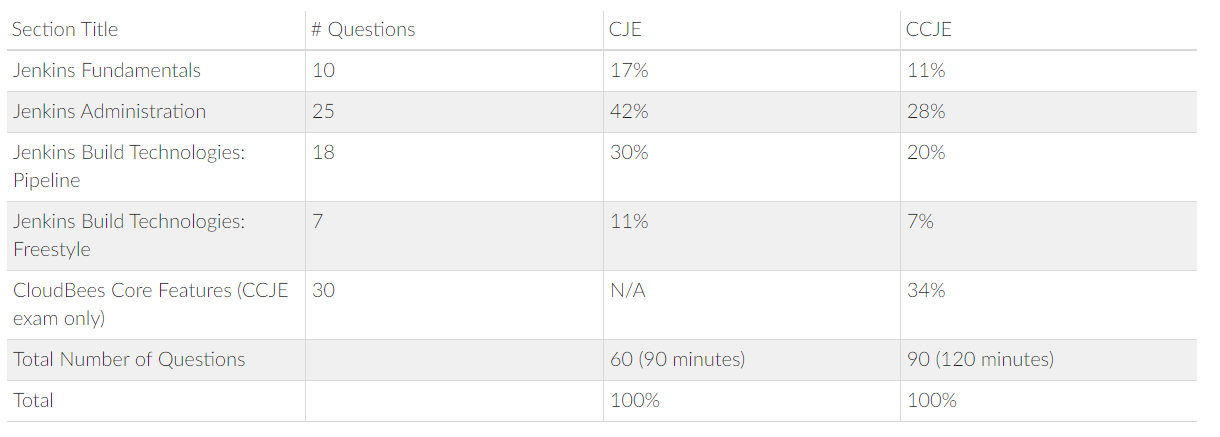 Section Title # Questions CJE CCJE
Jenkins Fundamentals 10 17% 11%
Jenkins Administration 25 42% 28%
Jenkins Build Technologies: 18 30% 20%
Pipeline
Jenkins Build Technologies: 7 11% 7%
Freestyle
CloudBees Core Features (CCJE 30 N/A 34%
exam only)
Total Number of Questions 60 (90 minutes) 90 (120 minutes)
Total 100% 100%